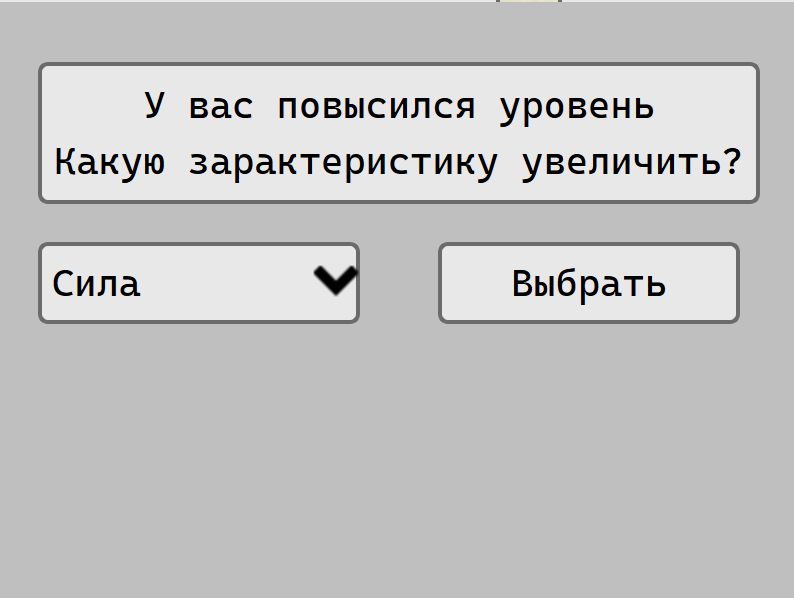 У вас повысился уровень
Какую зарактеристику увеличить?
Сила
Выбрать